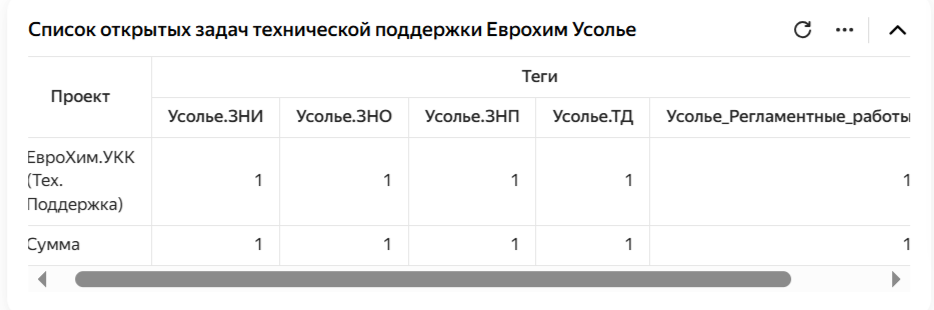 Список открытых задач технической поддержки Еврохим Усолье
Теги
Проект
Усолье.ЗНИ Усолье.ЗНО Усолье.ЗНП Усолье.ТД Усолье_Регламентные_работы
ЕвроХим.УКК
(Тех.
Поддержка)
1 1 1 1 1
Сумма 1 1 1 1 1